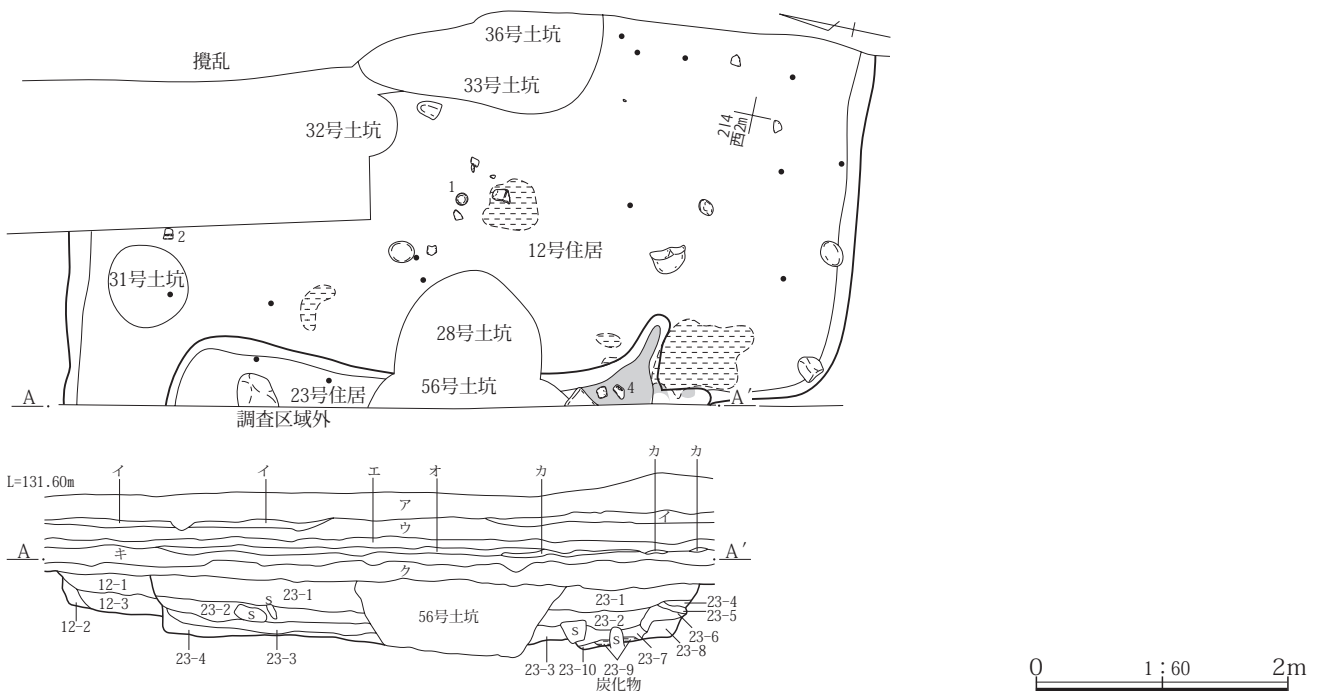 36号土坑
攪乱
33号土坑
214
西2m
32号土坑
1
2
12号住居
31号土坑
28号土坑
23号住居
56号土坑
4
A
A'
調査区域外
L=131.60m
イ
イ
エ
オ
カ
カ
カ
ア
イ
ウ
A
キ
A'
ク
12-1
12-3
12-2
23-1
S
23-2
S
56号土坑
23-1
23-2
23-4
23-5
23-6
S
S
23-7
23-8
23-4
23-3
23-3
23-10
23-9
炭化物
0
1:60
2m